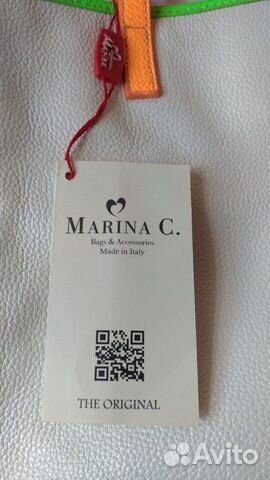 MARINA C.
Bags & Accessories
Made in Italy
THE ORIGINAL
Avito